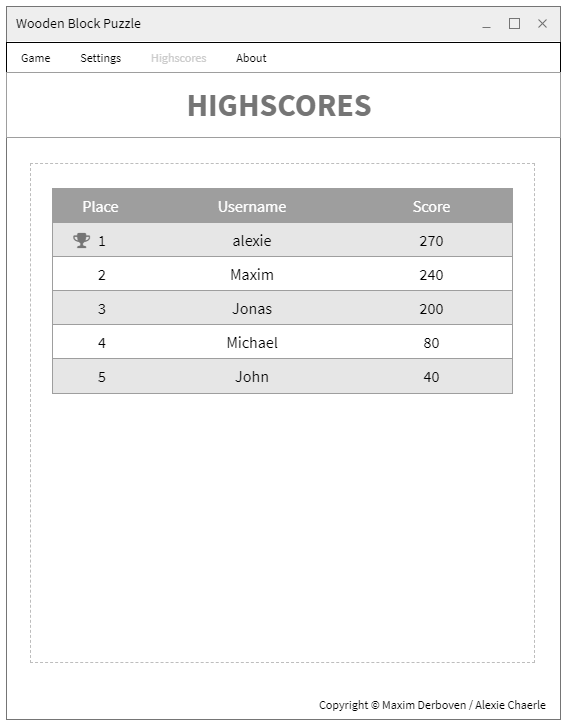 Wooden Block Puzzle
Game Settings Highscores About
HIGHSCORES
Place Username Score
1 alexie 270
2 Maxim 240
3 Jonas 200
4 Michael 80
5 John 40
Copyright © Maxim Derboven / Alexie Chaerle